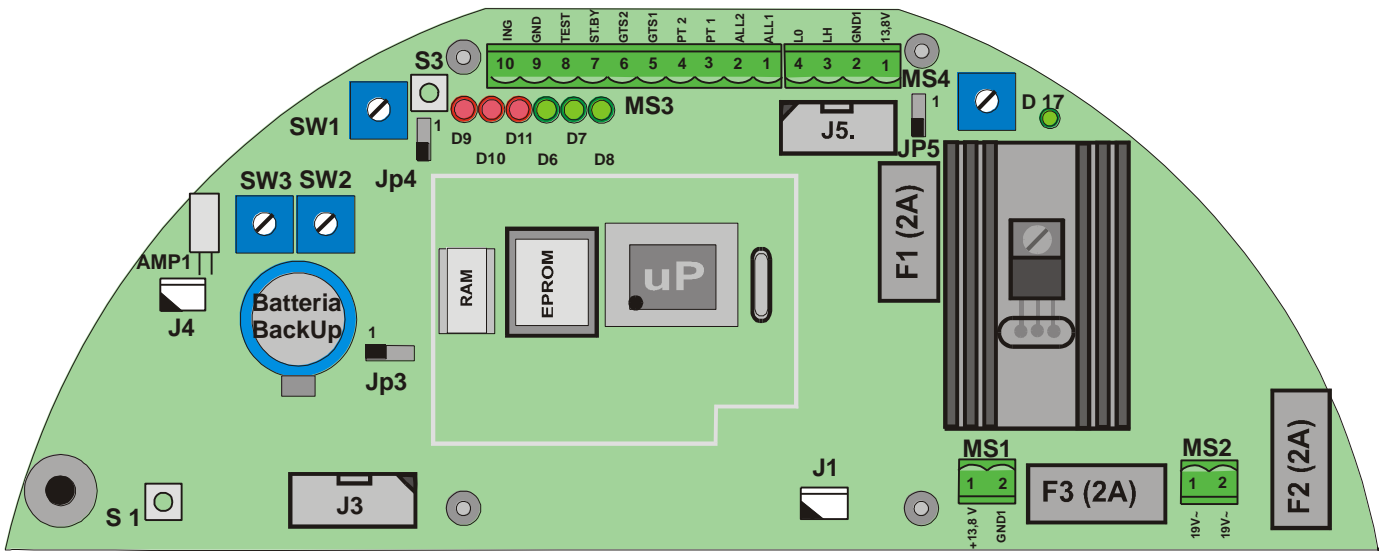 ING GND TEST ST.BY GTS2 GTS1 PT 2 PT 1 ALL2 ALL1 L0 LH GND1 13,8V
10 9 8 7 6 5 4 3 2 1 4 3 2 1
S3
MS4
SW1
MS3
D 17
1
J5.
1
D9 D11 D7
D10 D6 D8
JP5
Jp4
SW3 SW2
F1 (2A)
AMP1
RAM
EPROM
uP
J4
Batteria
BackUp
1
Jp3
MS1
MS2
J1
1 2
1 2
F3 (2A)
F2 (2A)
S 1
J3
+13,8 V
GND1
19V~
19V~